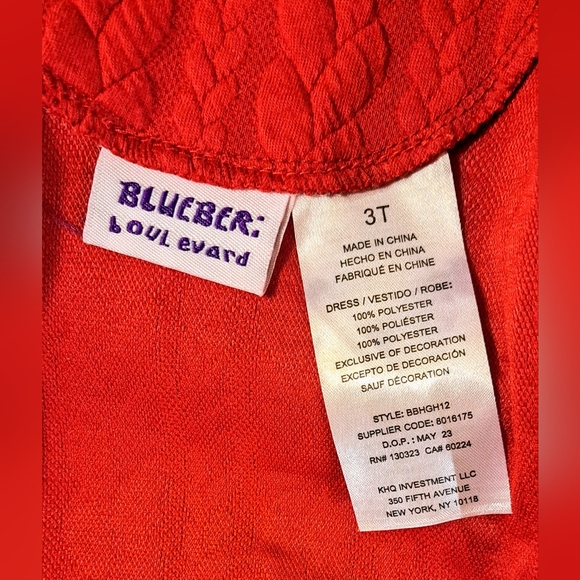 BLUEBER:
boulevard
3T
MADE IN CHINA
HECHO EN CHINA
FABRIQUÉ EN CHINE
DRESS / VESTIDO / ROBE:
100% POLYESTER
100% POLIÉSTER
100% POLYESTER
EXCLUSIVE OF DECORATION
EXCEPTO DE DECORACIÓN
SAUF DÉCORATION
STYLE: BBHGH12
SUPPLIER CODE: 8016175
D.O.P.: MAY 23
RN# 130323 CA# 60224
KHQ INVESTMENT LLC
350 FIFTH AVENUE
NEW YORK, NY 10118